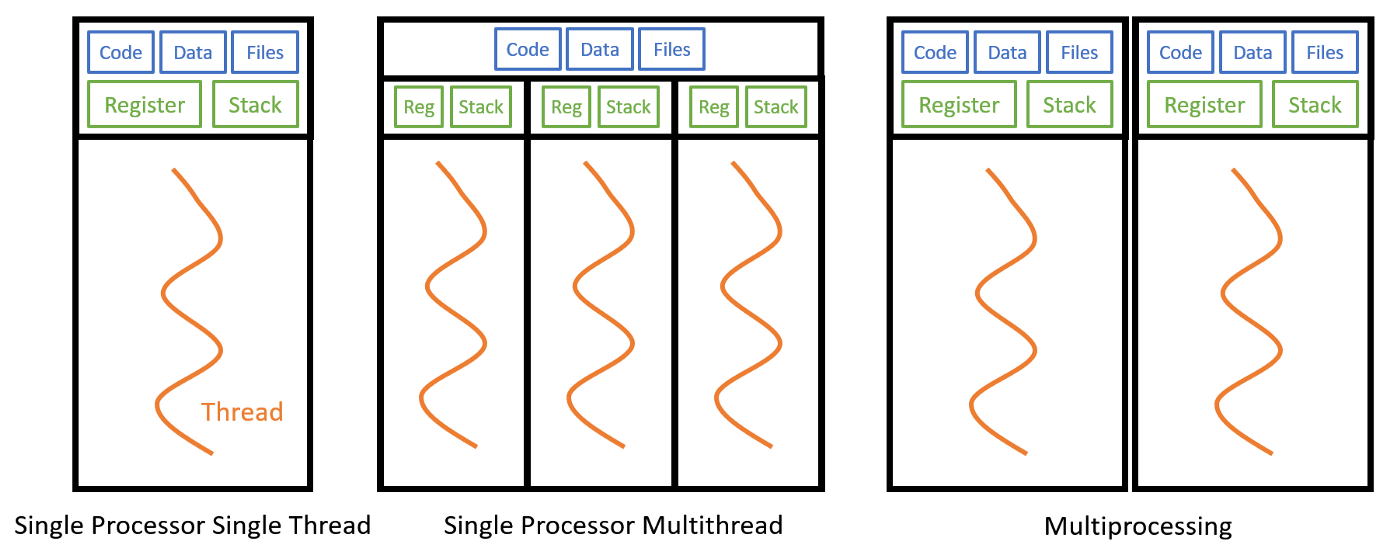 Code Data Files
Register Stack
Thread
Single Processor Single Thread
Code Data Files
Reg Stack Reg Stack Reg Stack
Single Processor Multithread
Code Data Files Code Data Files
Register Stack Register Stack
Multiprocessing